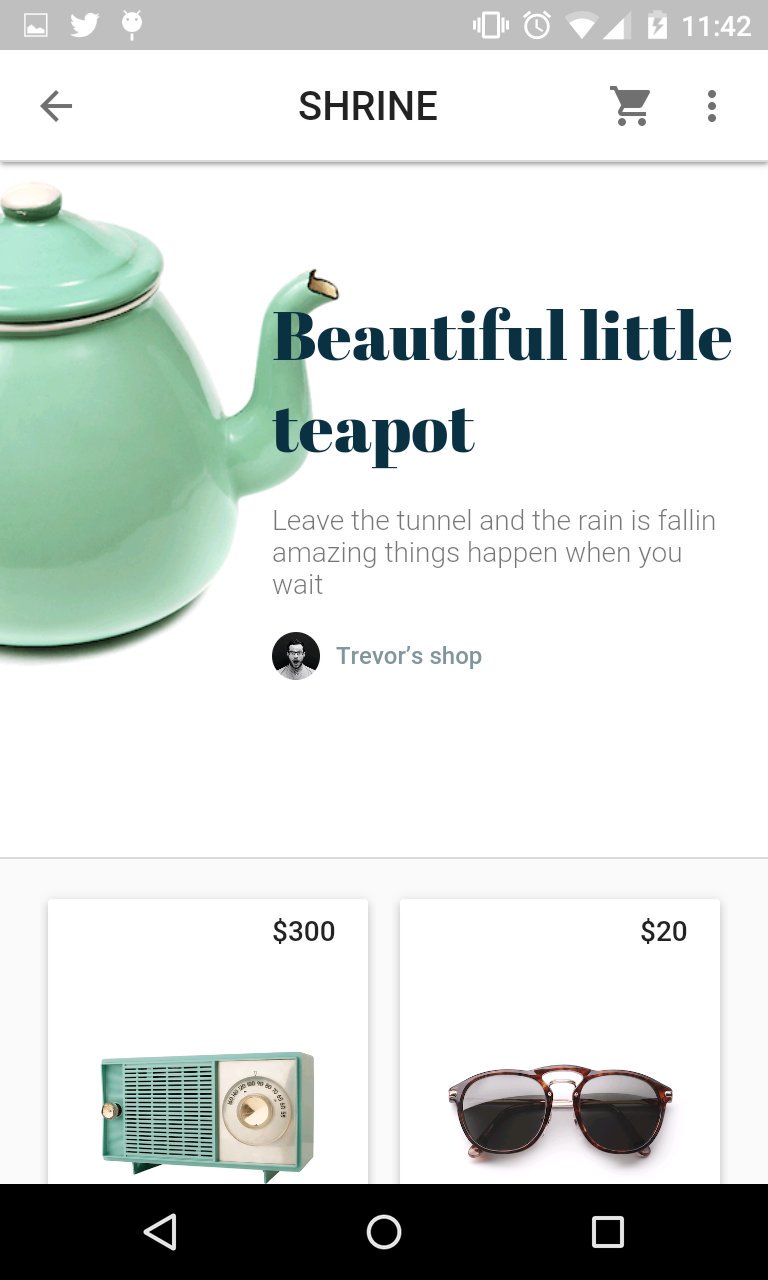 11:42
SHRINE
Beautiful little
teapot
Leave the tunnel and the rain is fallin
amazing things happen when you
wait
Trevor’s shop
$300
$20